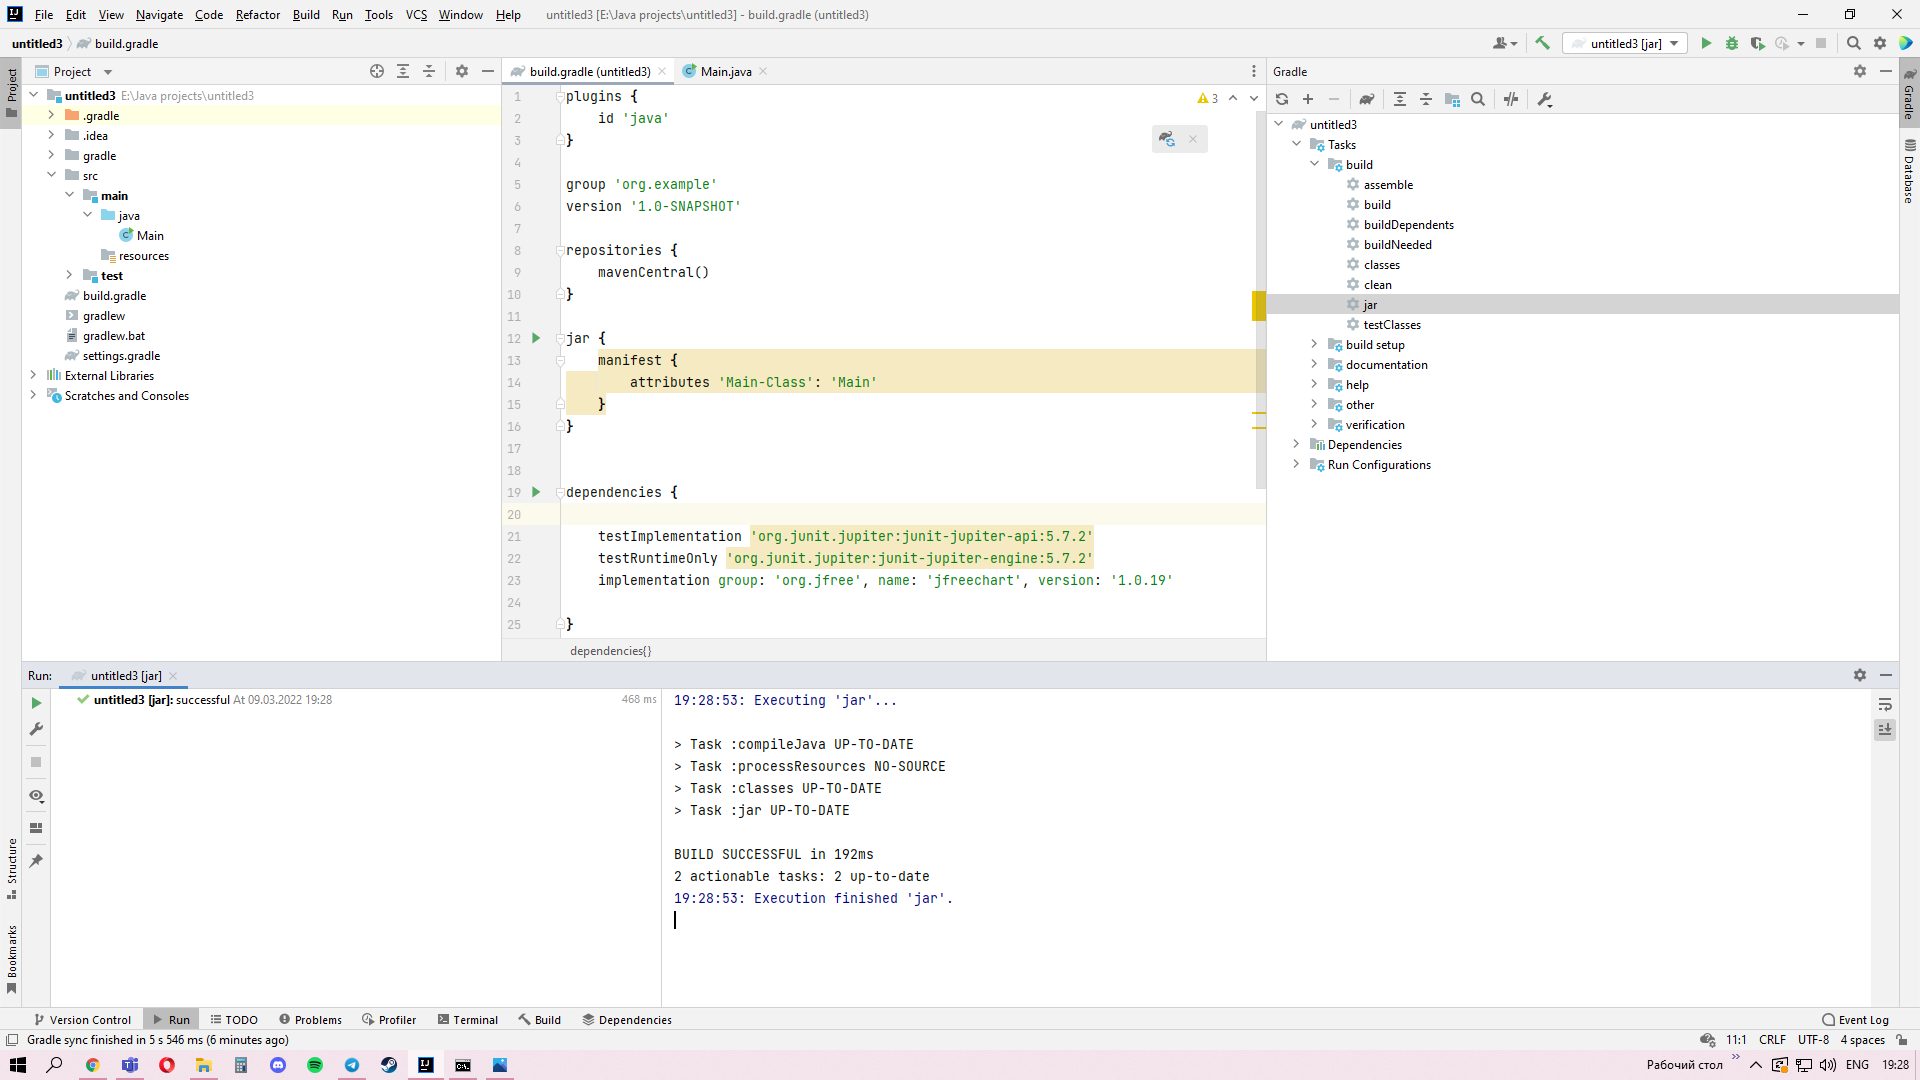 File Edit View Navigate Code Refactor Build Run Tools VCS Window Help untitled3 [E:\Java projects\untitled3] - build.gradle (untitled3)
untitled3 build.gradle
untitled3 [jar]
Project
build.gradle (untitled3)
Main.java
Gradle
Project
untitled3 E:\Java projects\untitled3
.gradle
.idea
gradle
src
main
java
Main
resources
test
build.gradle
gradlew
gradlew.bat
settings.gradle
External Libraries
Scratches and Consoles
3
1 plugins {
2 id 'java'
3 }
4
5 group 'org.example'
6 version '1.0-SNAPSHOT'
7
8 repositories {
9 mavenCentral()
10 }
11
12 jar {
13 manifest {
14 attributes 'Main-Class': 'Main'
15 }
16 }
17
18
19 dependencies {
20
21 testImplementation 'org.junit.jupiter:junit-jupiter-api:5.7.2'
22 testRuntimeOnly 'org.junit.jupiter:junit-jupiter-engine:5.7.2'
23 implementation group: 'org.jfree', name: 'jfreechart', version: '1.0.19'
24
25 }
dependencies{}
untitled3
Tasks
build
assemble
build
buildDependents
buildNeeded
classes
clean
jar
testClasses
build setup
documentation
help
other
verification
Dependencies
Run Configurations
Gradle
Database
Run: untitled3 [jar]
untitled3 [jar]: successful At 09.03.2022 19:28 468 ms
19:28:53: Executing 'jar'...
> Task :compileJava UP-TO-DATE
> Task :processResources NO-SOURCE
> Task :classes UP-TO-DATE
> Task :jar UP-TO-DATE
BUILD SUCCESSFUL in 192ms
2 actionable tasks: 2 up-to-date
19:28:53: Execution finished 'jar'.
Structure
Bookmarks
Version Control Run TODO Problems Profiler Terminal Build Dependencies Event Log
Gradle sync finished in 5 s 546 ms (6 minutes ago) 11:1 CRLF UTF-8 4 spaces
Рабочий стол ENG 19:28